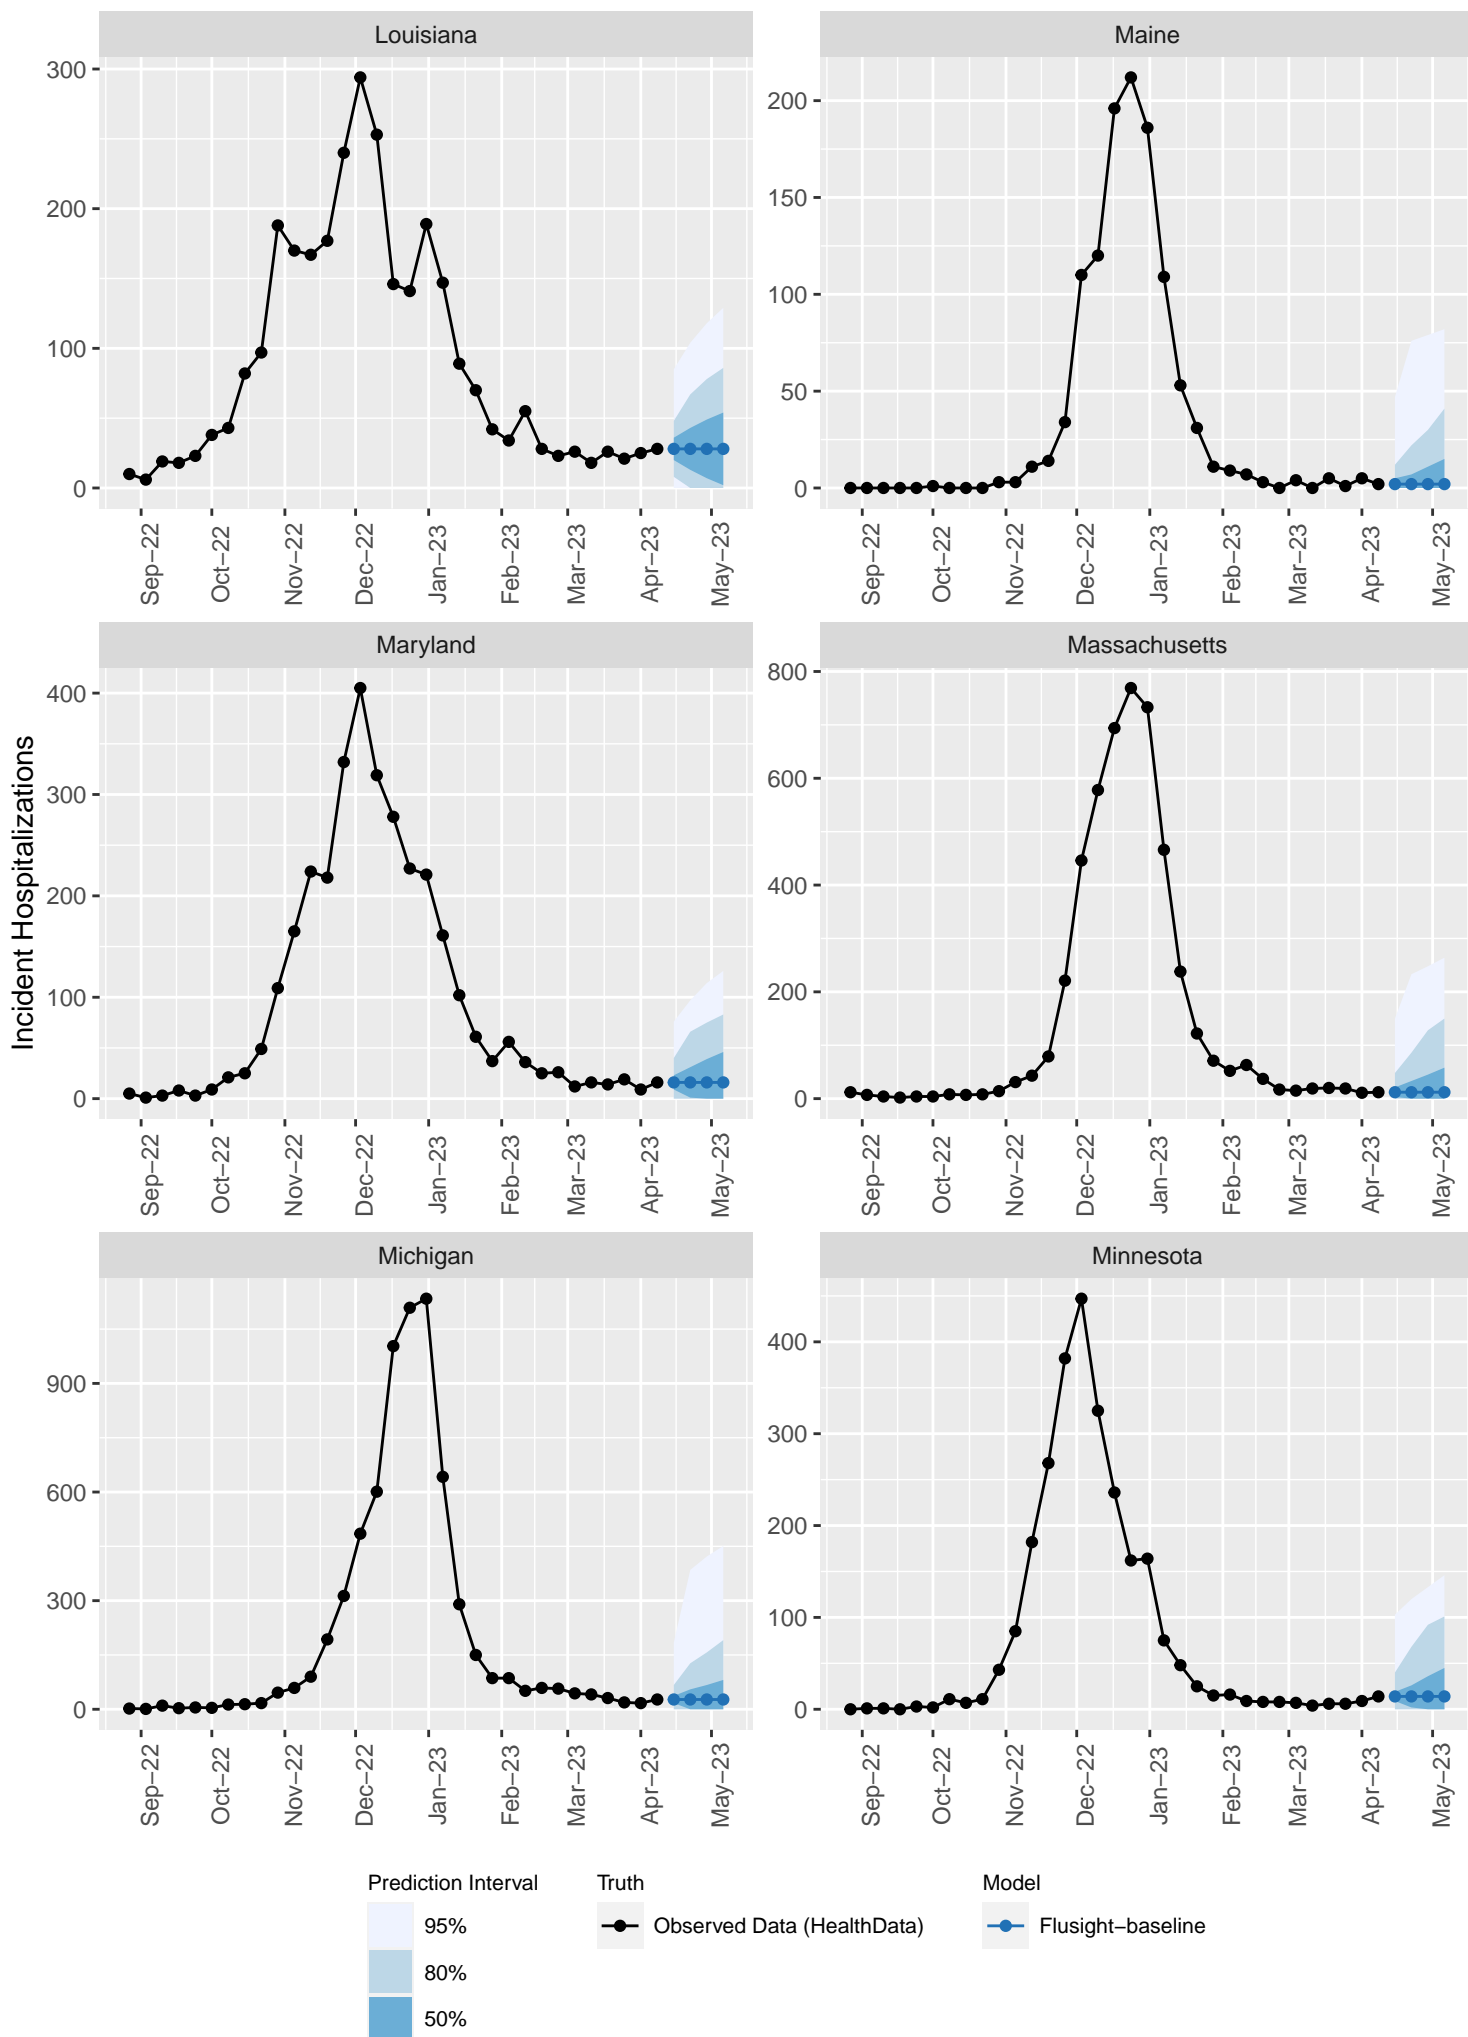 Louisiana
Maine
300
200
100
0
200
150
100
50
0
Sep−22 Oct−22 Nov−22 Dec−22 Jan−23 Feb−23 Mar−23 Apr−23 May−23
Sep−22 Oct−22 Nov−22 Dec−22 Jan−23 Feb−23 Mar−23 Apr−23 May−23
Incident Hospitalizations
Maryland
Massachusetts
400
300
200
100
0
800
600
400
200
0
Sep−22 Oct−22 Nov−22 Dec−22 Jan−23 Feb−23 Mar−23 Apr−23 May−23
Sep−22 Oct−22 Nov−22 Dec−22 Jan−23 Feb−23 Mar−23 Apr−23 May−23
Michigan
Minnesota
900
600
300
0
400
300
200
100
0
Sep−22 Oct−22 Nov−22 Dec−22 Jan−23 Feb−23 Mar−23 Apr−23 May−23
Sep−22 Oct−22 Nov−22 Dec−22 Jan−23 Feb−23 Mar−23 Apr−23 May−23
Prediction Interval
95%
80%
50%
Truth
Observed Data (HealthData)
Model
Flusight−baseline